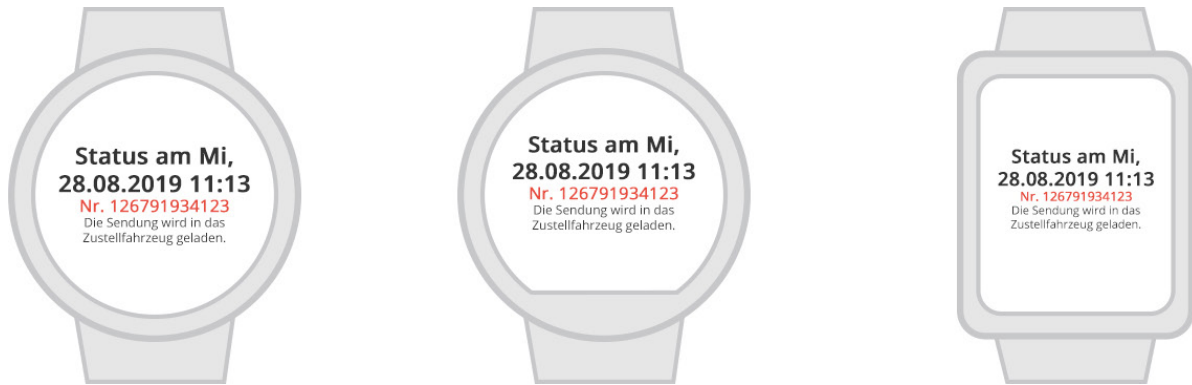 Status am Mi,
28.08.2019 11:13
Nr. 126791934123
Die Sendung wird in das
Zustellfahrzeug geladen.
Status am Mi,
28.08.2019 11:13
Nr. 126791934123
Die Sendung wird in das
Zustellfahrzeug geladen.
Status am Mi,
28.08.2019 11:13
Nr. 126791934123
Die Sendung wird in das
Zustellfahrzeug geladen.